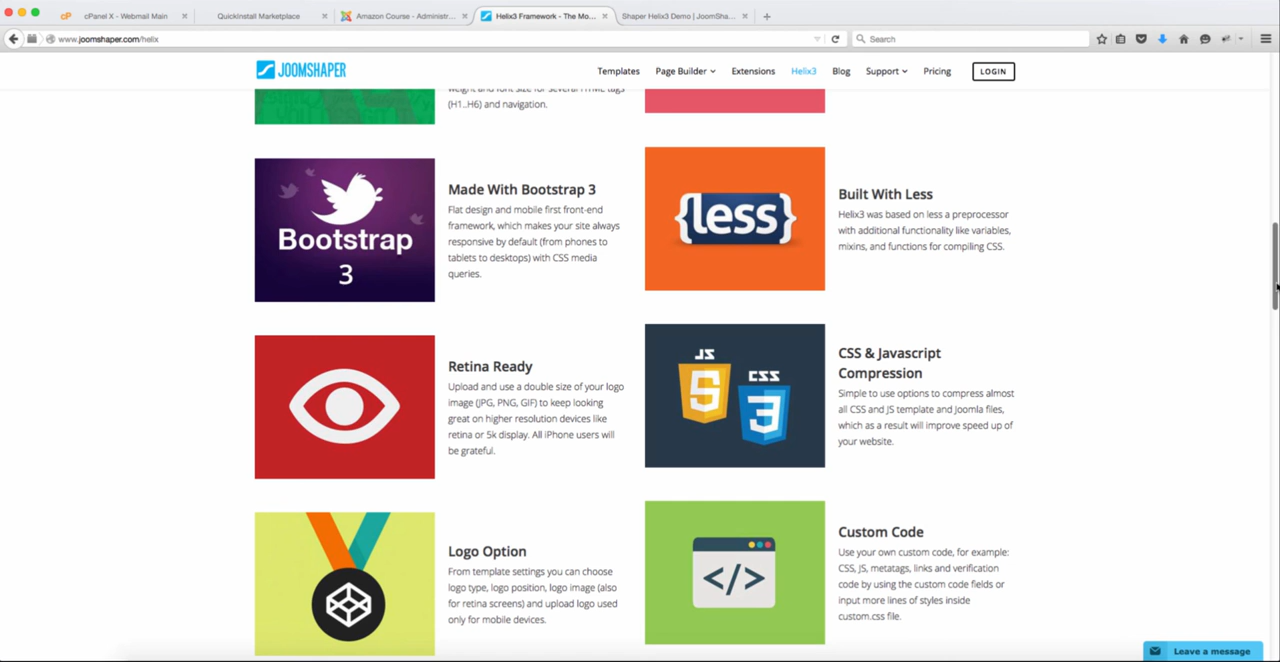 cPanel X - Webmail Main
QuickInstall Marketplace
Amazon Course - Administr...
Helix3 Framework - The Mo...
Shaper Helix3 Demo | JoomSha...
www.joomshaper.com/helix
Search
JOOMSHAPER
Templates
Page Builder
Extensions
Helix3
Blog
Support
Pricing
LOGIN
weight and font size for several HTML tags
(H1..H6) and navigation.
Bootstrap
3
Made With Bootstrap 3
Flat design and mobile first front-end
framework, which makes your site always
responsive by default (from phones to
tablets to desktops) with CSS media
queries.
{less}
Built With Less
Helix3 was based on less a preprocessor
with additional functionality like variables,
mixins, and functions for compiling CSS.
Retina Ready
Upload and use a double size of your logo
image (JPG, PNG, GIF) to keep looking
great on higher resolution devices like
retina or 5k display. All iPhone users will
be grateful.
JS
5
CSS
3
CSS & Javascript
Compression
Simple to use options to compress almost
all CSS and JS template and Joomla files,
which as a result will improve speed up of
your website.
Logo Option
From template settings you can choose
logo type, logo position, logo image (also
for retina screens) and upload logo used
only for mobile devices.
</>
Custom Code
Use your own custom code, for example:
CSS, JS, metatags, links and verification
code by using the custom code fields or
input more lines of styles inside
custom.css file.
Leave a message